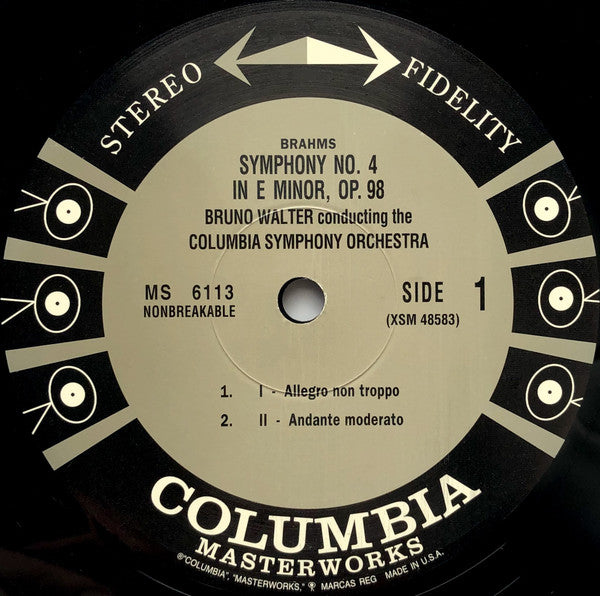 STEREO FIDELITY
BRAHMS
SYMPHONY NO. 4
IN E MINOR, OP. 98
BRUNO WALTER conducting the
COLUMBIA SYMPHONY ORCHESTRA
MS 6113
NONBREAKABLE
SIDE 1
(XSM 48583)
1. I - Allegro non troppo
2. II - Andante moderato
COLUMBIA
MASTERWORKS
®"COLUMBIA", "MASTERWORKS," MARCAS REG MADE IN U.S.A.